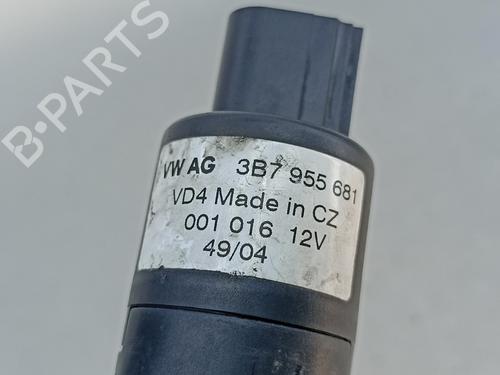 B-PARTS
VW AG 3B7 955 681
VD4 Made in CZ
001 016 12V
49/04